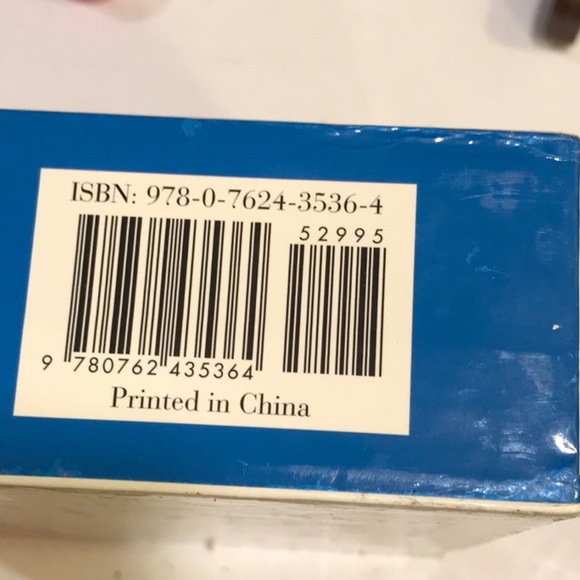 ISBN: 978-0-7624-3536-4
52995
9 780762 435364
Printed in China